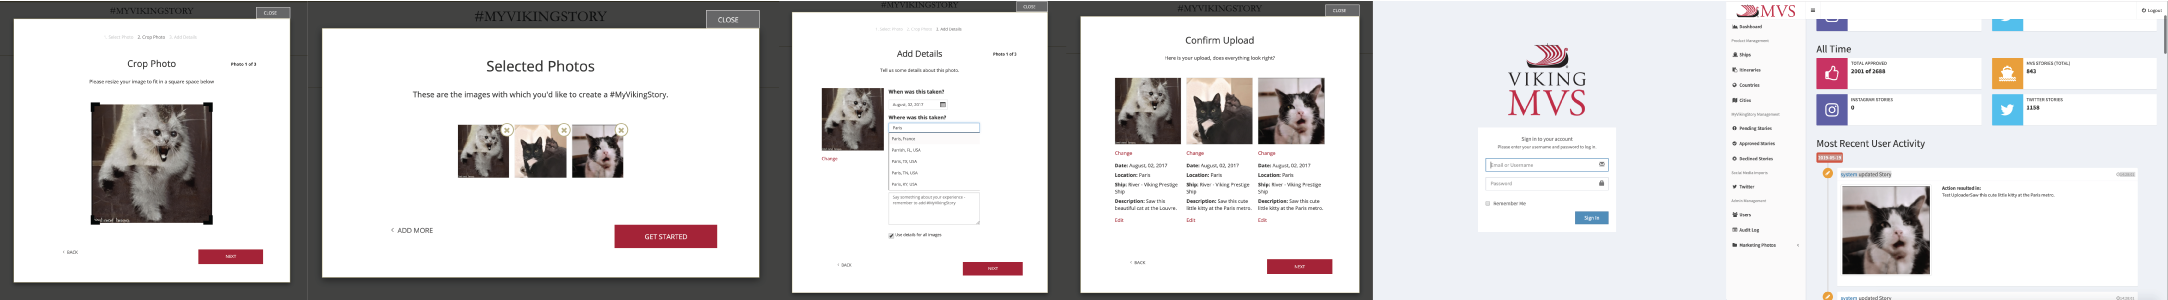 #MYVIKINGSTORY
CLOSE
1. Select Photo 2. Crop Photo 3. Add Details
Crop Photo
Photo 1 of 3
Please resize your image to fit in a square space below
< BACK
NEXT
#MYVIKINGSTORY
CLOSE
Selected Photos
These are the images with which you'd like to create a #MyVikingStory.
< ADD MORE
GET STARTED
CLOSE
1. Select Photo 2. Crop Photo 3. Add Details
Add Details
Photo 1 of 3
Tell us some details about this photo.
When was this taken?
August, 02, 2017
Where was this taken?
Paris
Paris, France
Parrish, FL, USA
Paris, TX, USA
Paris, TN, USA
Paris, KY, USA
Say something about your experience -
remember to add #MyVikingStory
Change
Use details for all images
< BACK
NEXT
#MYVIKINGSTORY
CLOSE
Confirm Upload
Here is your upload, does everything look right?
Change
Date: August, 02, 2017
Location: Paris
Ship: River - Viking Prestige
Ship
Description: Saw this
beautiful cat at the Louvre.
Edit
Change
Date: August, 02, 2017
Location: Paris
Ship: River - Viking Prestige
Ship
Description: Saw this cute
little kitty at the Paris metro.
Edit
Change
Date: August, 02, 2017
Location: Paris
Ship: River - Viking Prestige
Ship
Description: Saw this cute
little kitty at the Paris metro.
Edit
< BACK
NEXT
VIKING
MVS
Sign in to your account
Please enter your username and password to log in.
Email or Username
Password
Remember Me
Sign in
MVS
Logout
Dashboard
Product Management
Ships
Itineraries
Countries
Cities
MyVikingStory Management
Pending Stories
Approved Stories
Declined Stories
Social Media Imports
Twitter
Admin Management
Users
Audit Log
Marketing Photos
All Time
TOTAL APPROVED
2001 of 2688
MVS STORIES (TOTAL)
843
INSTAGRAM STORIES
0
TWITTER STORIES
1158
Most Recent User Activity
system updated Story
Action resulted in:
Test Uploade/Saw this cute little kitty at the Paris metro.
system updated Story